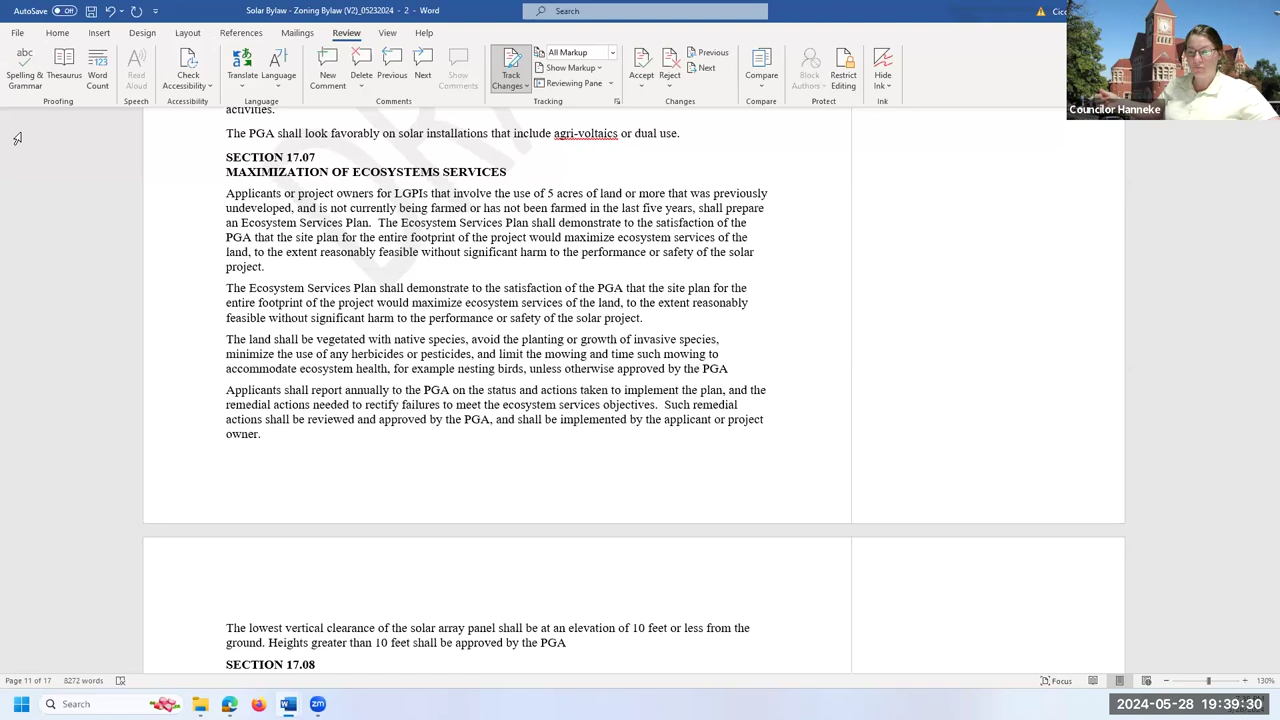 AutoSave Off Solar Bylaw - Zoning Bylaw (V2)_05232024 - 2 - Word Search Cicc
File Home Insert Design Layout References Mailings Review View Help
Councilor Hanneke
abc
Spelling & Grammar Thesaurus Word Count Read Aloud Check Accessibility Translate Language New Comment Delete Previous Next Show Comments Track Changes All Markup Show Markup Reviewing Pane Accept Reject Previous Next Compare Block Authors Restrict Editing Hide Ink
Proofing Speech Accessibility Language Comments Tracking Changes Compare Protect Ink
activities.
The PGA shall look favorably on solar installations that include agri-voltaics or dual use.
SECTION 17.07
MAXIMIZATION OF ECOSYSTEMS SERVICES
Applicants or project owners for LGPIs that involve the use of 5 acres of land or more that was previously
undeveloped, and is not currently being farmed or has not been farmed in the last five years, shall prepare
an Ecosystem Services Plan. The Ecosystem Services Plan shall demonstrate to the satisfaction of the
PGA that the site plan for the entire footprint of the project would maximize ecosystem services of the
land, to the extent reasonably feasible without significant harm to the performance or safety of the solar
project.
The Ecosystem Services Plan shall demonstrate to the satisfaction of the PGA that the site plan for the
entire footprint of the project would maximize ecosystem services of the land, to the extent reasonably
feasible without significant harm to the performance or safety of the solar project.
The land shall be vegetated with native species, avoid the planting or growth of invasive species,
minimize the use of any herbicides or pesticides, and limit the mowing and time such mowing to
accommodate ecosystem health, for example nesting birds, unless otherwise approved by the PGA
Applicants shall report annually to the PGA on the status and actions taken to implement the plan, and the
remedial actions needed to rectify failures to meet the ecosystem services objectives. Such remedial
actions shall be reviewed and approved by the PGA, and shall be implemented by the applicant or project
owner.
The lowest vertical clearance of the solar array panel shall be at an elevation of 10 feet or less from the
ground. Heights greater than 10 feet shall be approved by the PGA
SECTION 17.08
Page 11 of 17 8272 words Focus 130%
Search 2024-05-28 19:39:30